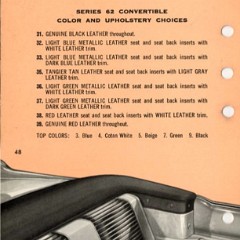 SERIES 62 CONVERTIBLE
COLOR AND UPHOLSTERY CHOICES
31. GENUINE BLACK LEATHER throughout.
32. LIGHT BLUE METALLIC LEATHER seat and seat back inserts with
WHITE LEATHER trim.
33. LIGHT BLUE METALLIC LEATHER seat and seat back inserts with
DARK BLUE LEATHER trim.
35. TANGIER TAN LEATHER seat and seat back inserts with LIGHT GRAY
LEATHER trim.
36. LIGHT GREEN METALLIC LEATHER seat and seat back inserts with
WHITE LEATHER trim.
37. LIGHT GREEN METALLIC LEATHER seat and seat back inserts with
DARK GREEN LEATHER trim.
38. RED LEATHER seat and seat back inserts with WHITE LEATHER trim.
39. GENUINE RED LEATHER throughout.
TOP COLORS: 3. Blue 4. Coton White 5. Beige 7. Green 9. Black
48